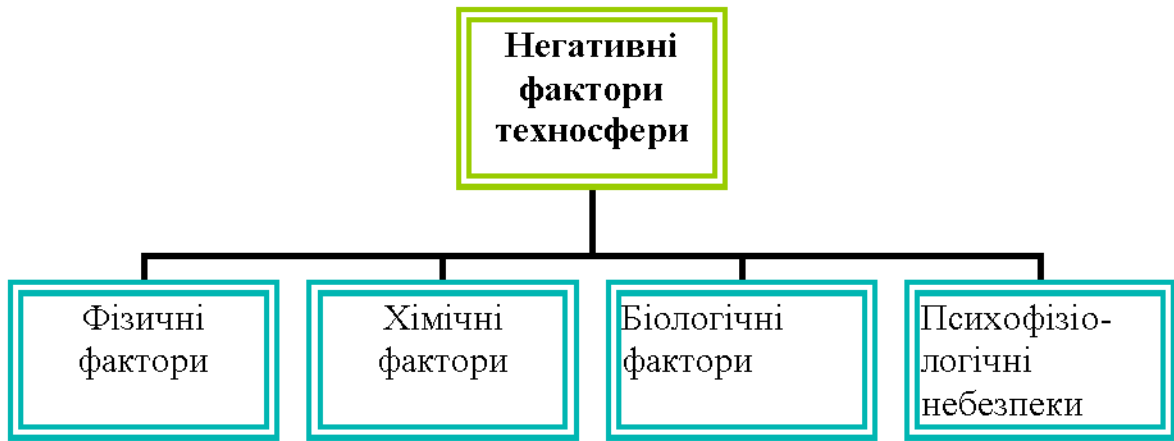 Негативні
фактори
техносфери
Фізичні
фактори
Хімічні
фактори
Біологічні
фактори
Психофізіо-
логічні
небезпеки